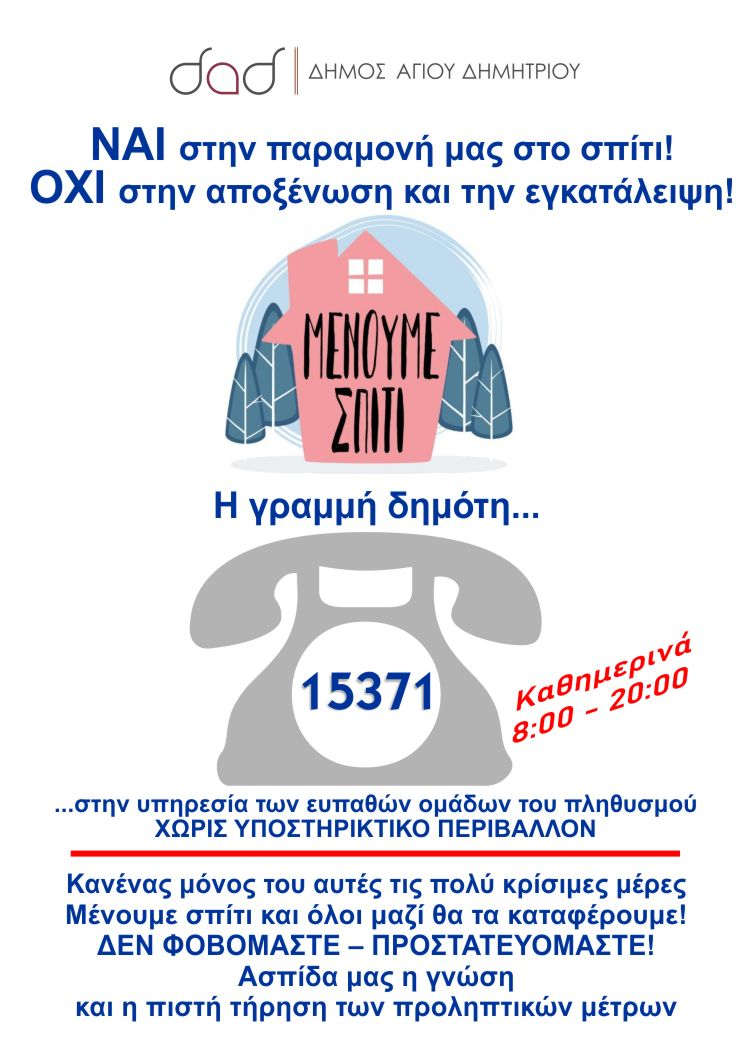 dad ΔΗΜΟΣ ΑΓΙΟΥ ΔΗΜΗΤΡΙΟΥ
ΝΑΙ στην παραμονή μας στο σπίτι!
ΟΧΙ στην αποξένωση και την εγκατάλειψη!
ΜΕΝΟΥΜΕ
ΣΠΙΤΙ
Η γραμμή δημότη...
15371
Καθημερινά
8:00 - 20:00
...στην υπηρεσία των ευπαθών ομάδων του πληθυσμού
ΧΩΡΙΣ ΥΠΟΣΤΗΡΙΚΤΙΚΟ ΠΕΡΙΒΑΛΛΟΝ
Κανένας μόνος του αυτές τις πολύ κρίσιμες μέρες
Μένουμε σπίτι και όλοι μαζί θα τα καταφέρουμε!
ΔΕΝ ΦΟΒΟΜΑΣΤΕ – ΠΡΟΣΤΑΤΕΥΟΜΑΣΤΕ!
Ασπίδα μας η γνώση
και η πιστή τήρηση των προληπτικών μέτρων